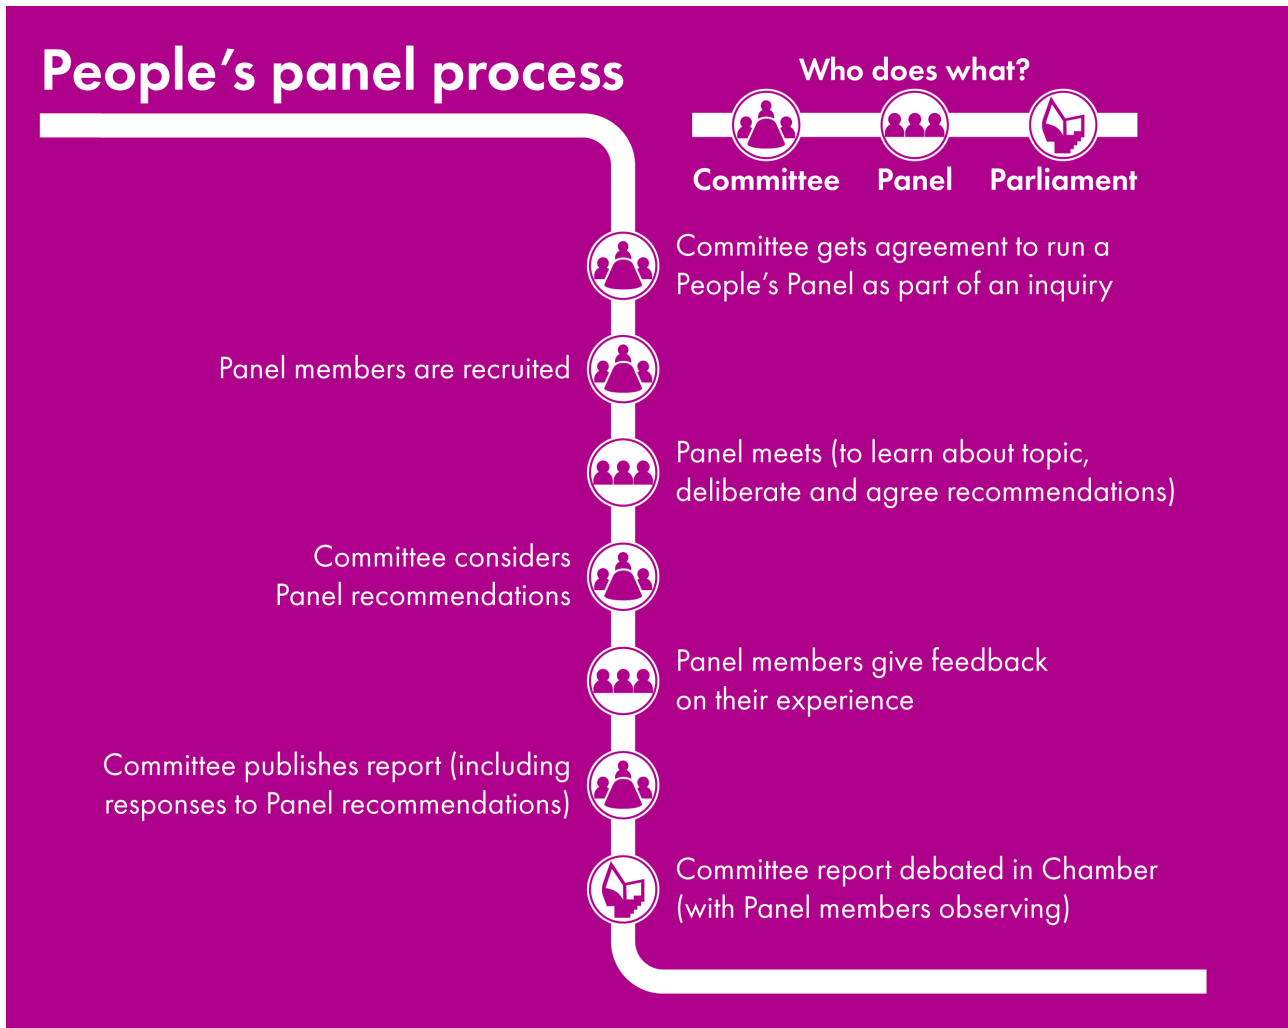 People’s panel process
Who does what?
Committee
Panel
Parliament
Committee gets agreement to run a
People’s Panel as part of an inquiry
Panel members are recruited
Panel meets (to learn about topic,
deliberate and agree recommendations)
Committee considers
Panel recommendations
Panel members give feedback
on their experience
Committee publishes report (including
responses to Panel recommendations)
Committee report debated in Chamber
(with Panel members observing)